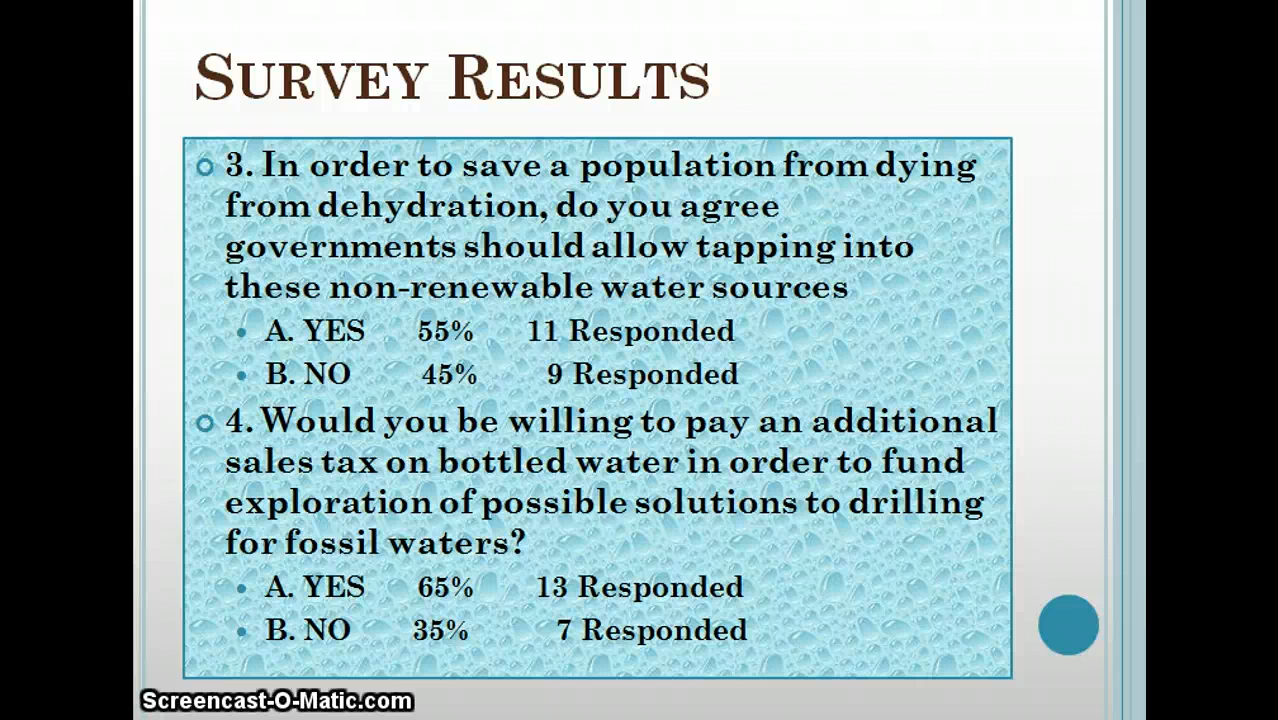 SURVEY RESULTS
3. In order to save a population from dying
from dehydration, do you agree
governments should allow tapping into
these non-renewable water sources
A. YES 55% 11 Responded
B. NO 45% 9 Responded
4. Would you be willing to pay an additional
sales tax on bottled water in order to fund
exploration of possible solutions to drilling
for fossil waters?
A. YES 65% 13 Responded
B. NO 35% 7 Responded
Screencast-O-Matic.com